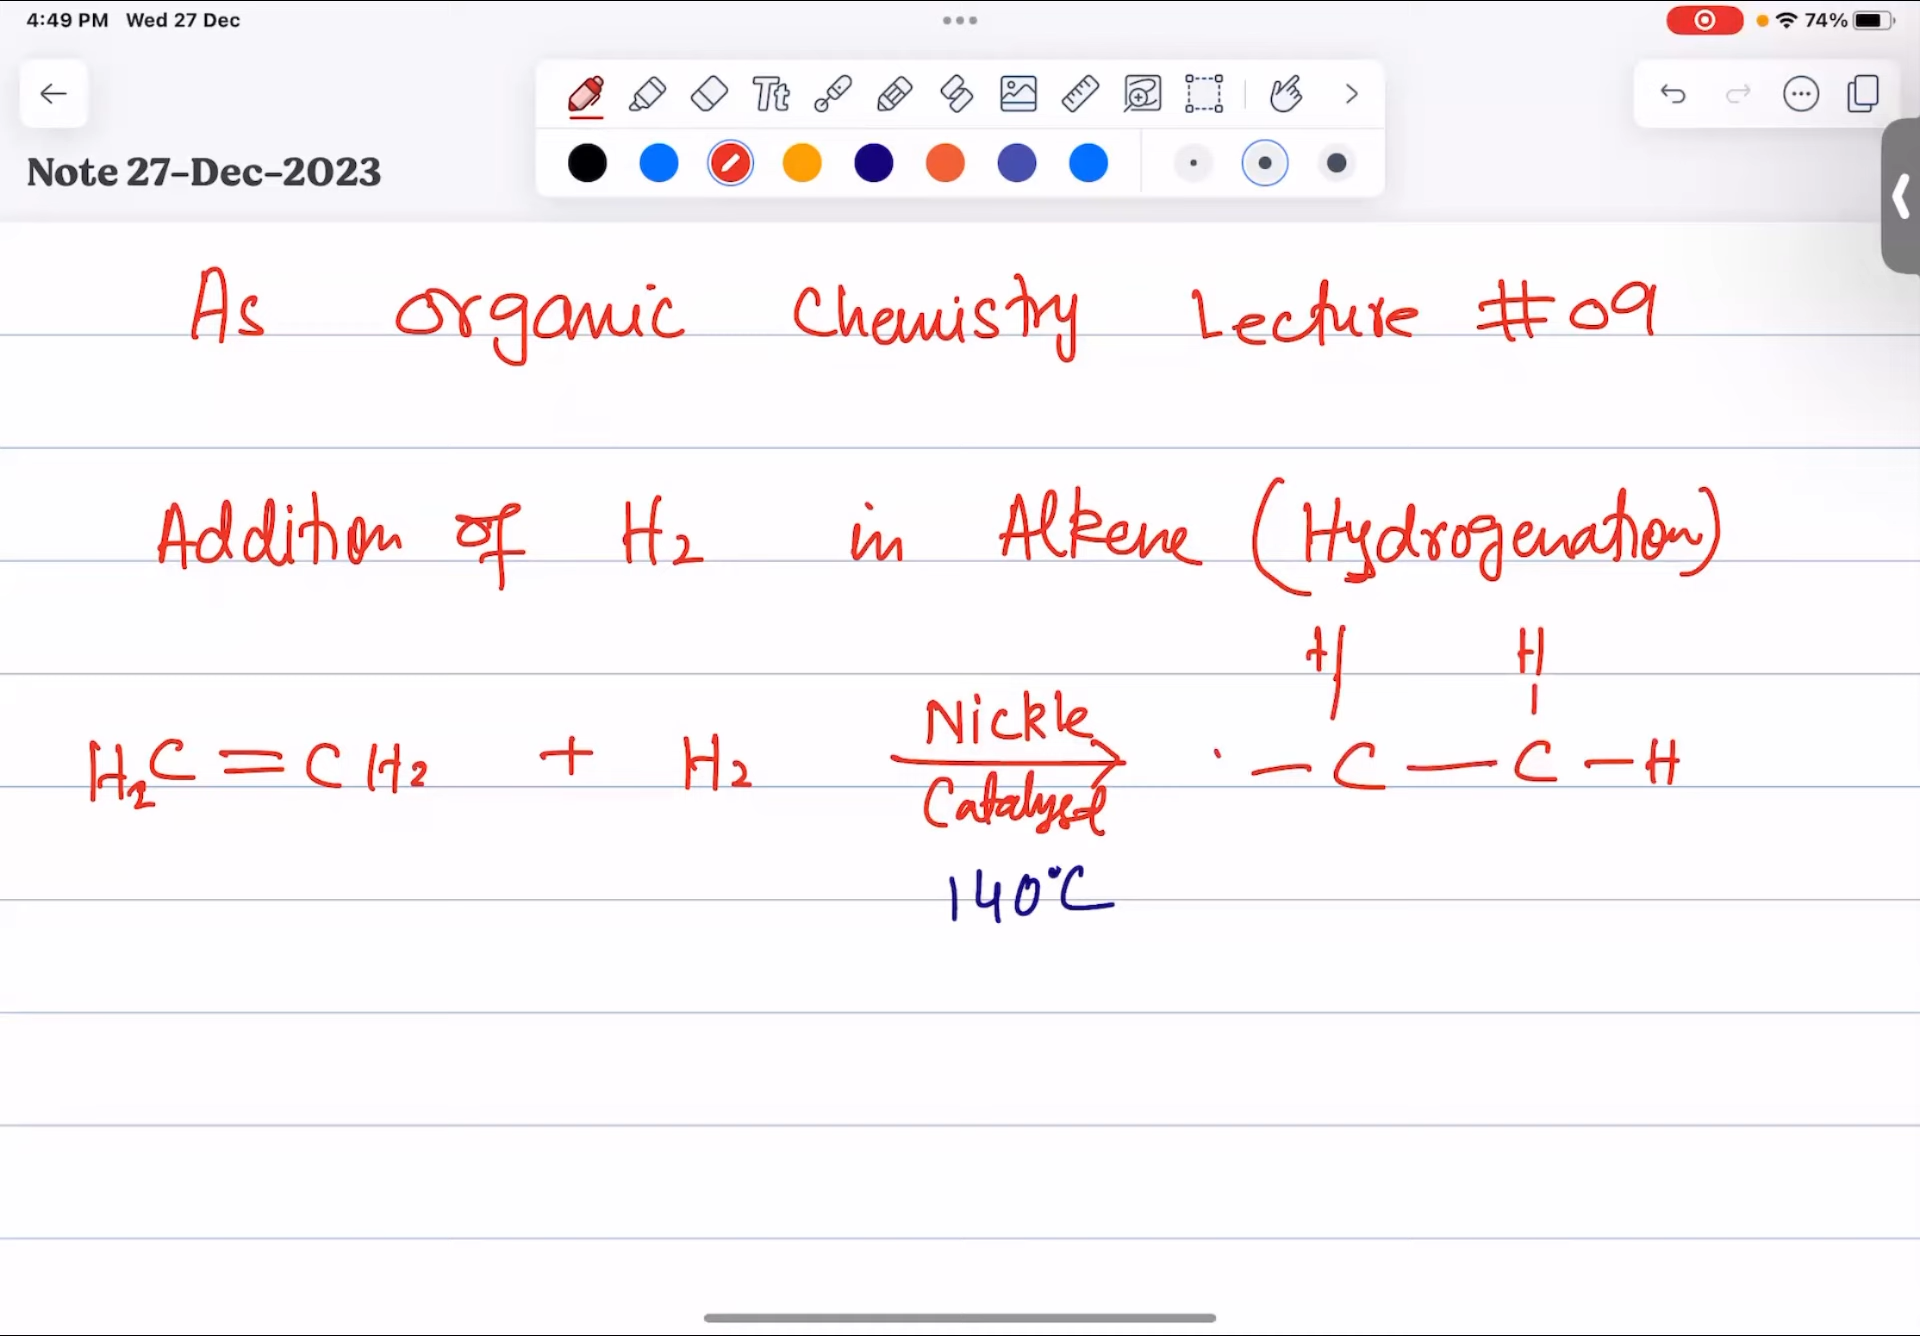 4:49 PM Wed 27 Dec
74%
Tt
Note 27-Dec-2023
As organic Chemistry Lecture #09
Addition of H2 in Alkene (Hydrogenation)
H H
H2C=CH2 + H2 Nickle -C-C-H
Catalyst
140°C